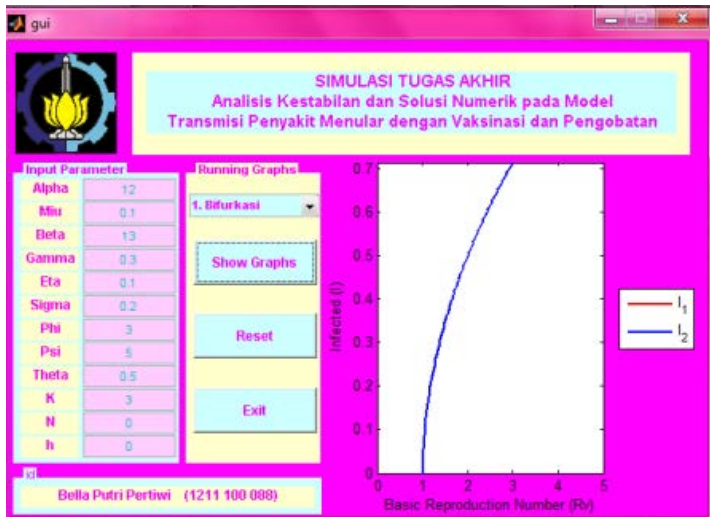 gui
SIMULASI TUGAS AKHIR
Analisis Kestabilan dan Solusi Numerik pada Model
Transmisi Penyakit Menular dengan Vaksinasi dan Pengobatan
Input Parameter
Alpha 12
Miu 0.1
Beta 13
Gamma 0.3
Eta 0.1
Sigma 0.2
Phi 3
Psi 5
Theta 0.5
K 3
N 0
h 0
Running Graphs
1. Bifurkasi
Show Graphs
Reset
Exit
0.7
0.6
0.5
0.4
0.3
0.2
0.1
0
Infected (I)
0 1 2 3 4 5
Basic Reproduction Number (Rv)
I1
I2
id
Bella Putri Pertiwi (1211 100 088)